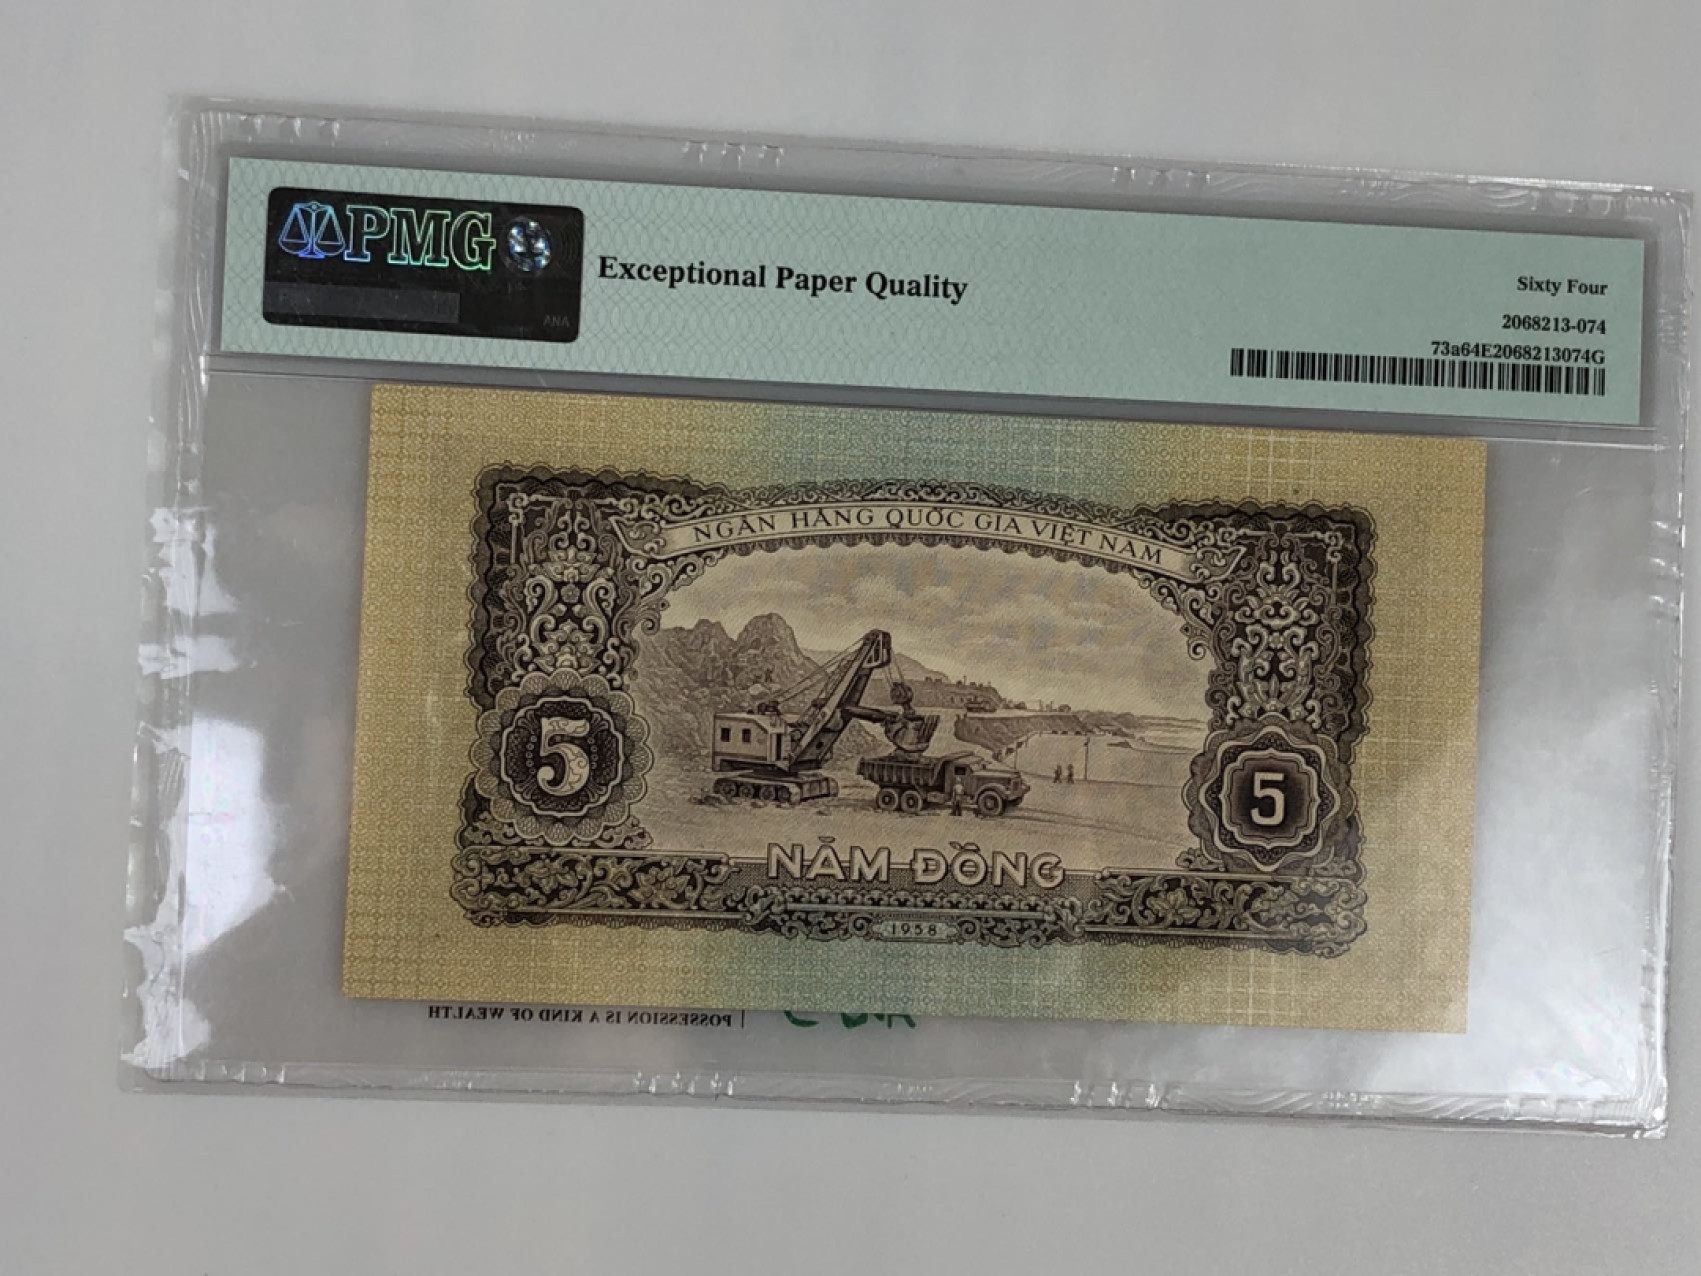 PMG
ANA
Exceptional Paper Quality
Sixty Four
2068213-074
73a64E2068213074G
NGÂN HÀNG QUỐC GIA VIỆT NAM
5
5
NĂM ĐỒNG
1958
POSSESSION IS A KIND OF WEALTH